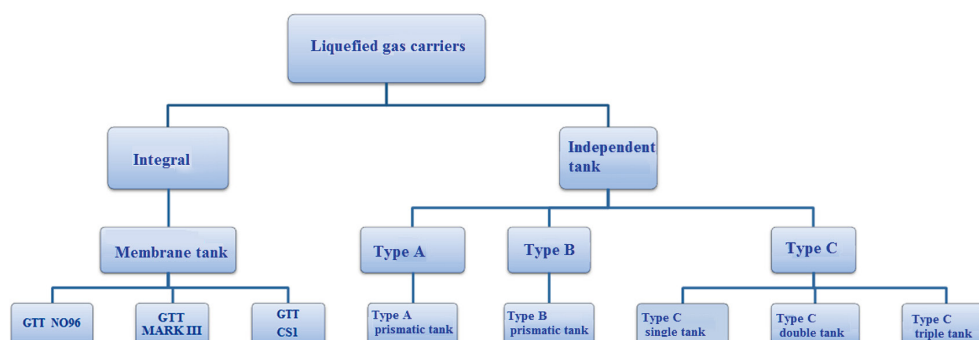 Liquefied gas carriers
Integral
Independent
tank
Membrane tank
Type A
Type B
Type C
GTT NO96
GTT
MARK III
GTT
CS1
Type A
prismatic tank
Type B
prismatic tank
Type C
single tank
Type C
double tank
Type C
triple tank